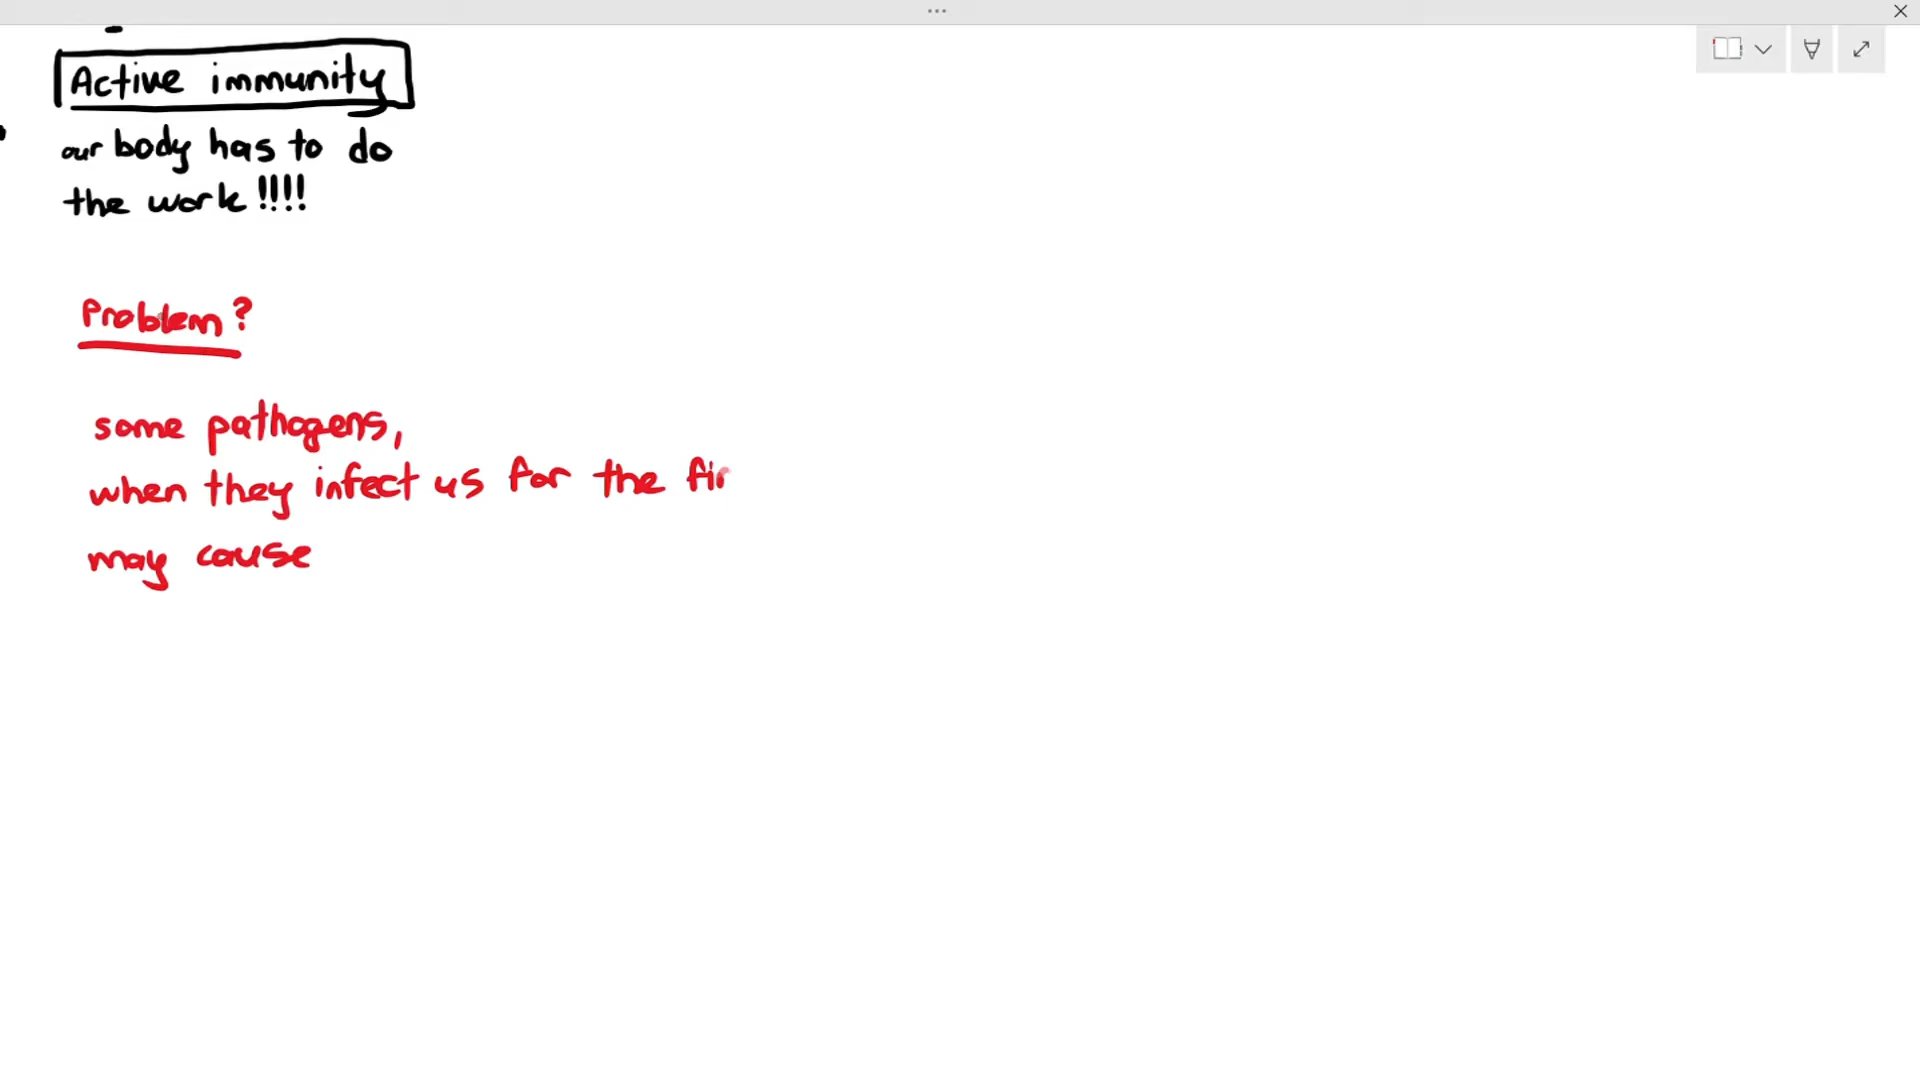 Active immunity
our body has to do
the work !!!!
Problem?
some pathogens,
when they infect us for the fir
may cause